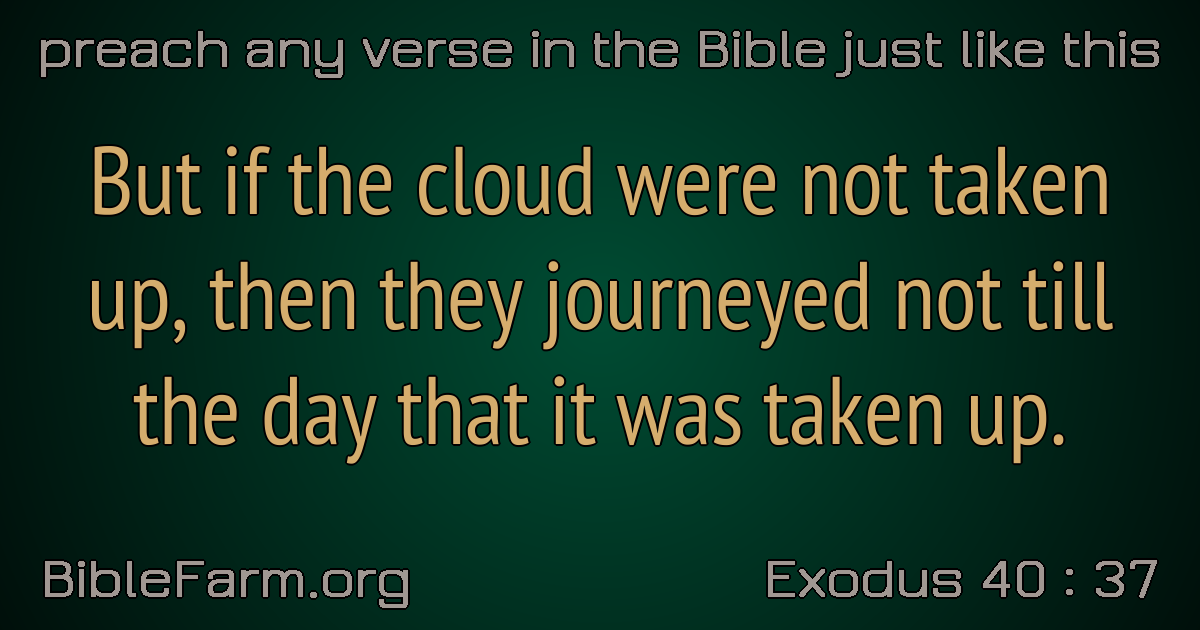 preach any verse in the Bible just like this
But if the cloud were not taken
up, then they journeyed not till
the day that it was taken up.
BibleFarm.org
Exodus 40 : 37